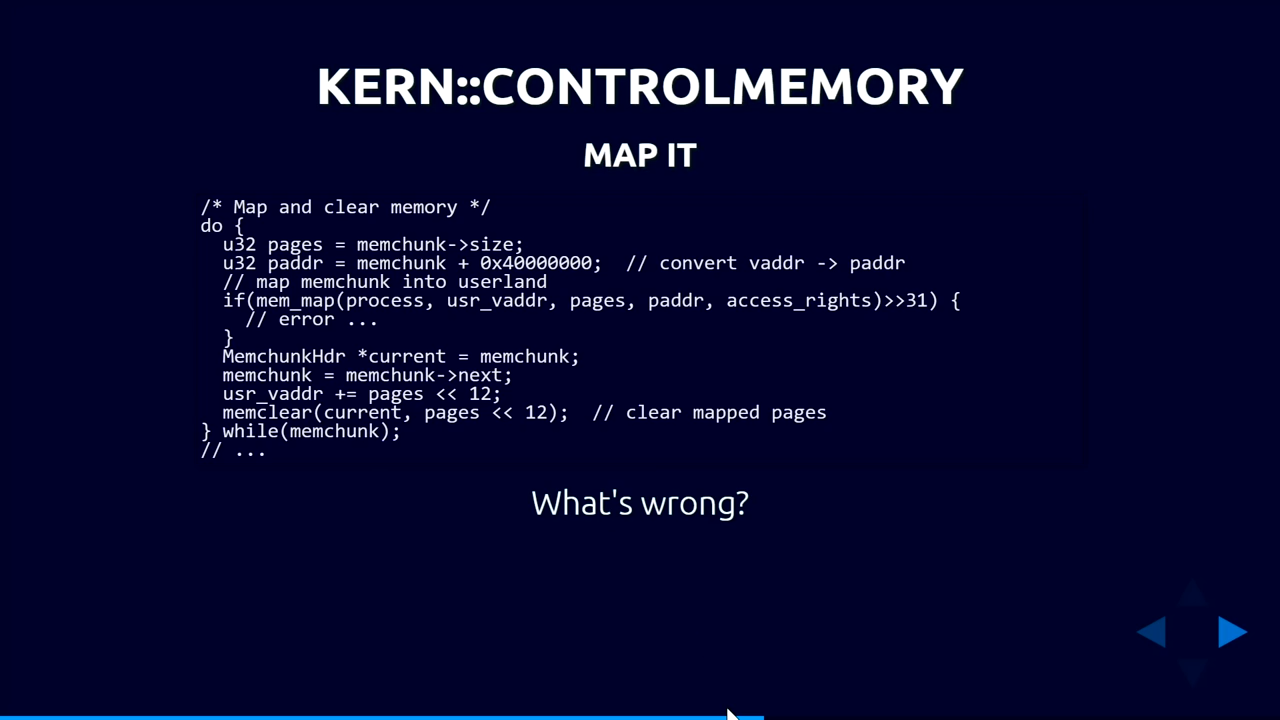 KERN::CONTROLMEMORY
MAP IT
/* Map and clear memory */
do {
  u32 pages = memchunk->size;
  u32 paddr = memchunk + 0x40000000;  // convert vaddr -> paddr
  // map memchunk into userland
  if(mem_map(process, usr_vaddr, pages, paddr, access_rights)>>31) {
    // error ...
  }
  MemchunkHdr *current = memchunk;
  memchunk = memchunk->next;
  usr_vaddr += pages << 12;
  memclear(current, pages << 12);  // clear mapped pages
} while(memchunk);
// ...
What's wrong?